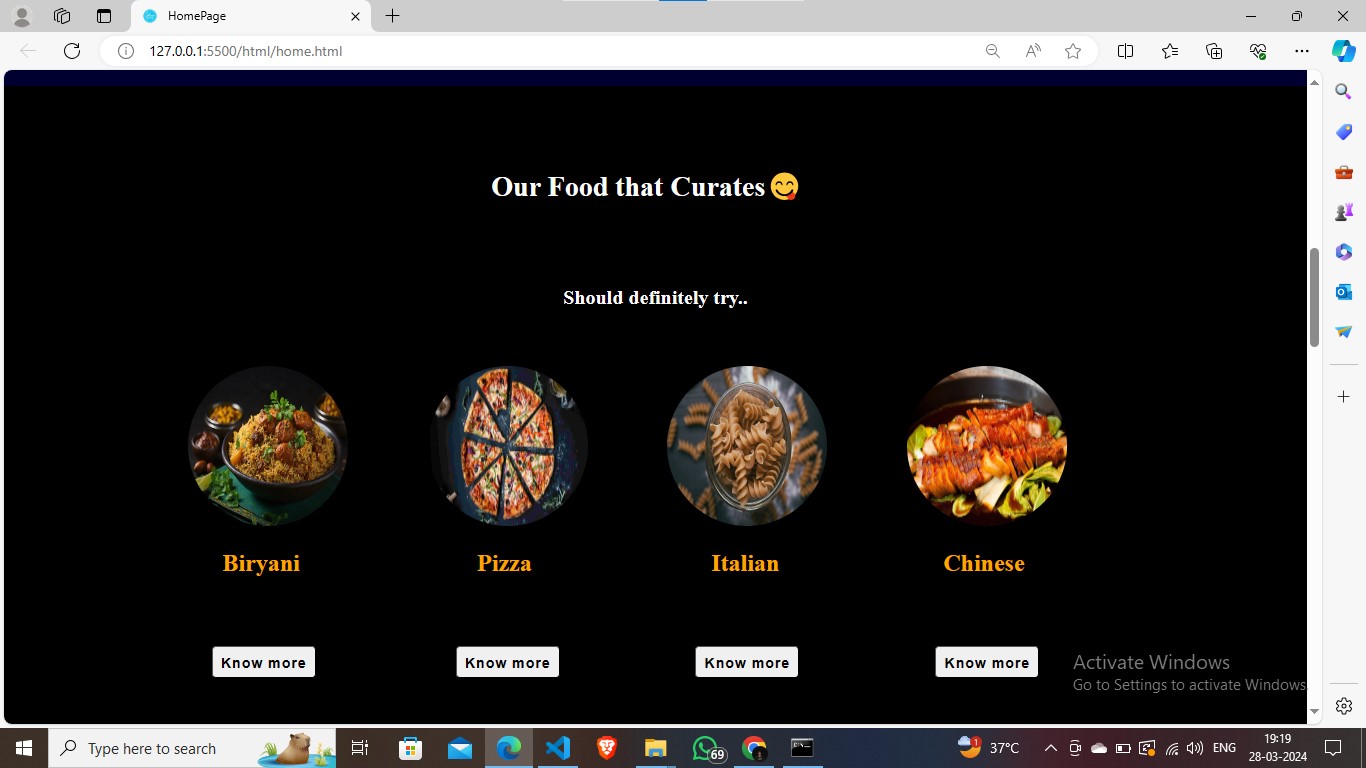 HomePage
127.0.0.1:5500/html/home.html
Our Food that Curates 😋
Should definitely try..
Biryani Pizza Italian Chinese
Know more Know more Know more Know more
Activate Windows
Go to Settings to activate Windows
Type here to search
69
1
37°C
ENG
19:19
28-03-2024